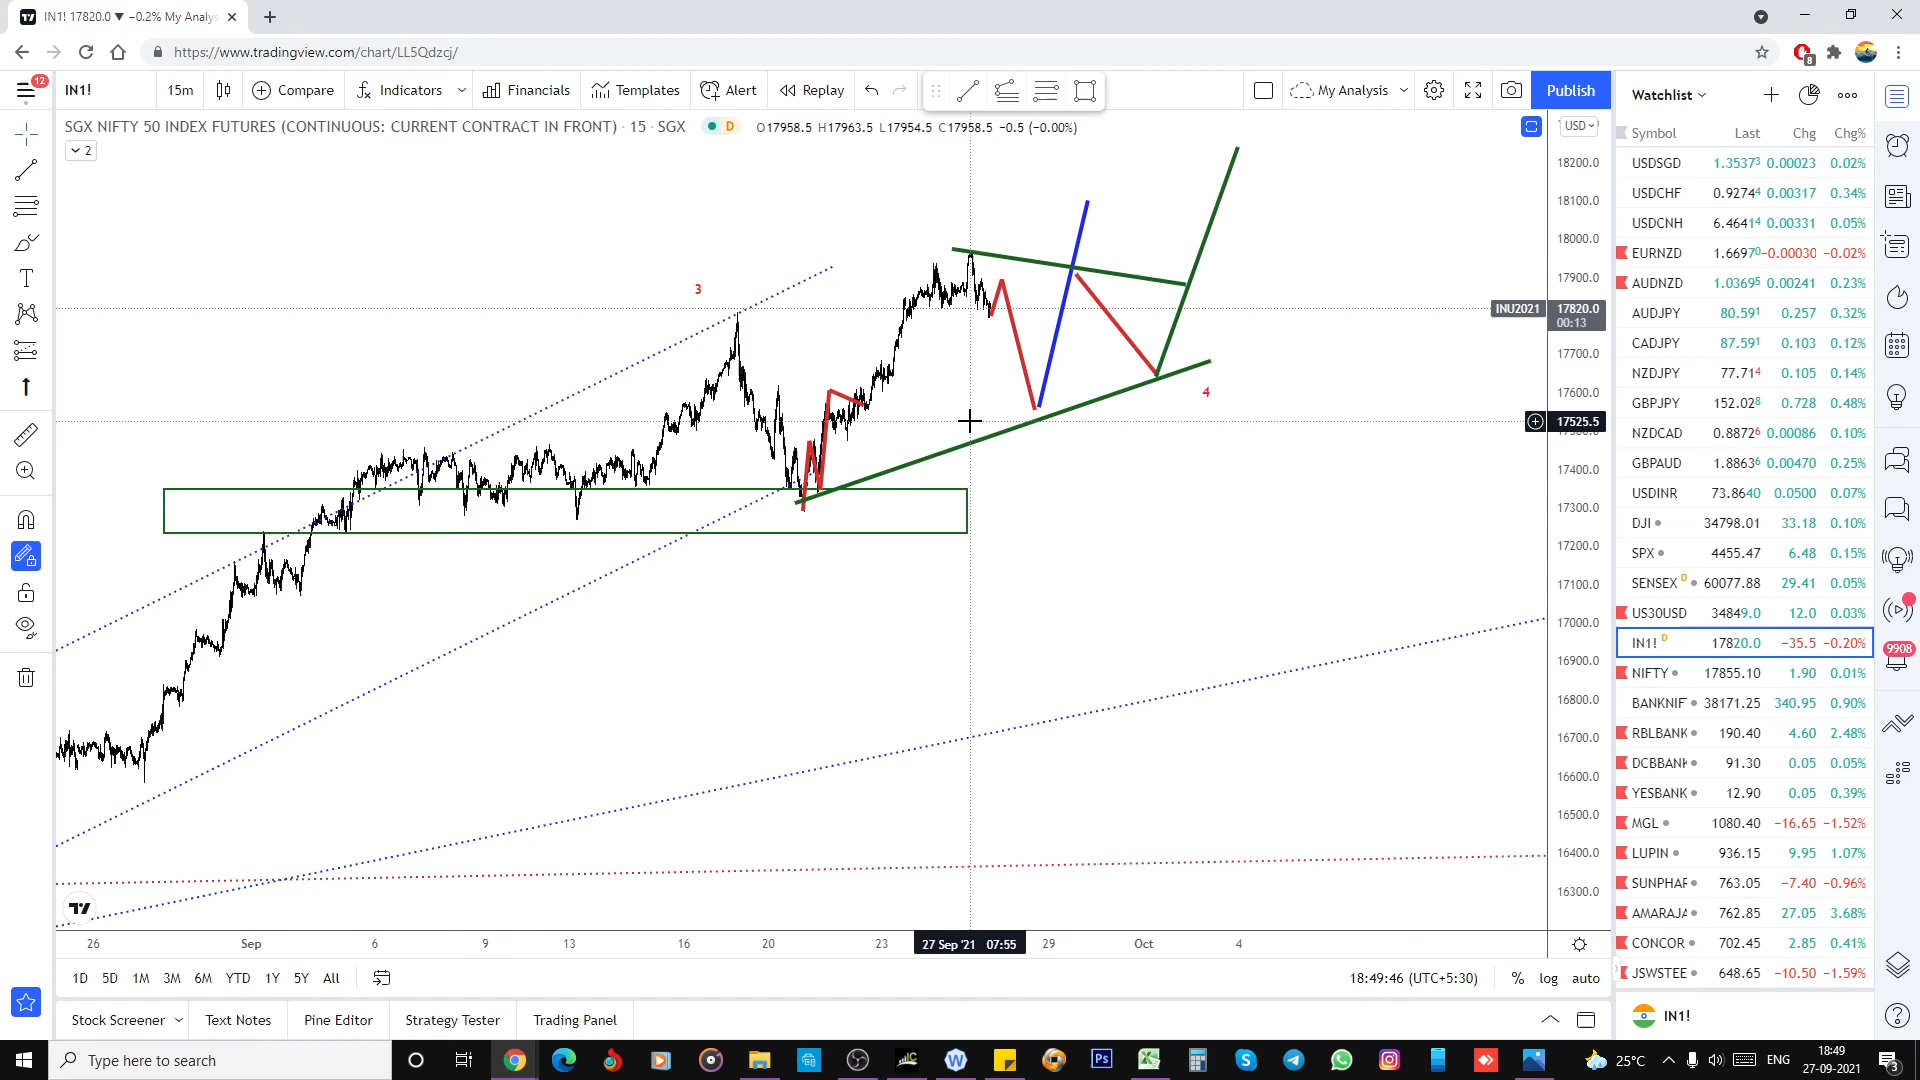 IN1! 17820.0 ▼ −0.2% My Analys
https://www.tradingview.com/chart/LL5Qdzcj/
8
12
IN1! 15m Compare Indicators Financials Templates Alert Replay My Analysis Publish
SGX NIFTY 50 INDEX FUTURES (CONTINUOUS: CURRENT CONTRACT IN FRONT) · 15 · SGX D O17958.5 H17963.5 L17954.5 C17958.5 −0.5 (−0.00%)
2
USD
18200.0
18100.0
18000.0
17900.0
INU2021 17820.0
00:13
17700.0
17600.0
17525.5
17400.0
17300.0
17200.0
17100.0
17000.0
16900.0
16800.0
16700.0
16600.0
16500.0
16400.0
16300.0
3
4
26 Sep 6 9 13 16 20 23 27 Sep '21 07:55 29 Oct 4
1D 5D 1M 3M 6M YTD 1Y 5Y All
18:49:46 (UTC+5:30) % log auto
Stock Screener Text Notes Pine Editor Strategy Tester Trading Panel
Watchlist
Symbol Last Chg Chg%
USDSGD 1.35373 0.00023 0.02%
USDCHF 0.92744 0.00317 0.34%
USDCNH 6.46414 0.00331 0.05%
EURNZD 1.66970 −0.00030 −0.02%
AUDNZD 1.03695 0.00241 0.23%
AUDJPY 80.591 0.257 0.32%
CADJPY 87.591 0.103 0.12%
NZDJPY 77.714 0.105 0.14%
GBPJPY 152.028 0.728 0.48%
NZDCAD 0.88726 0.00086 0.10%
GBPAUD 1.88636 0.00470 0.25%
USDINR 73.8640 0.0500 0.07%
DJI 34798.01 33.18 0.10%
SPX 4455.47 6.48 0.15%
SENSEX D 60077.88 29.41 0.05%
US30USD 34849.0 12.0 0.03%
IN1! D 17820.0 −35.5 −0.20%
NIFTY 17855.10 1.90 0.01%
BANKNIF 38171.25 340.95 0.90%
RBLBANK 190.40 4.60 2.48%
DCBBANK 91.30 0.05 0.05%
YESBANK 12.90 0.05 0.39%
MGL 1080.40 −16.65 −1.52%
LUPIN 936.15 9.95 1.07%
SUNPHAR 763.05 −7.40 −0.96%
AMARAJA 762.85 27.05 3.68%
CONCOR 702.45 2.85 0.41%
JSWSTEE 648.65 −10.50 −1.59%
IN1!
9908
Type here to search
25°C ENG
18:49
27-09-2021
3